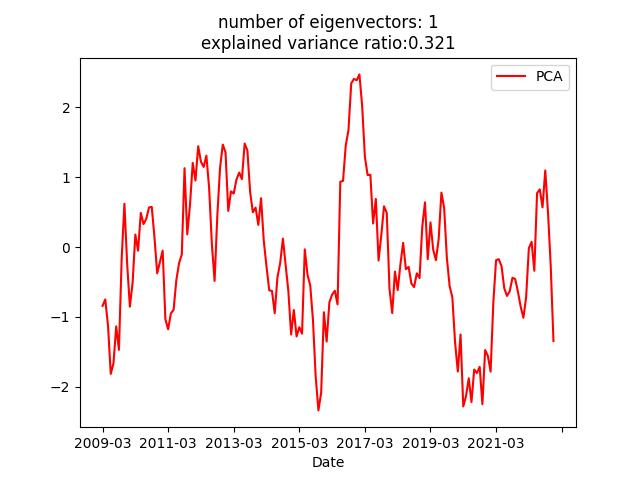 number of eigenvectors: 1
explained variance ratio:0.321
PCA
2
1
0
−1
−2
2009-03 2011-03 2013-03 2015-03 2017-03 2019-03 2021-03
Date